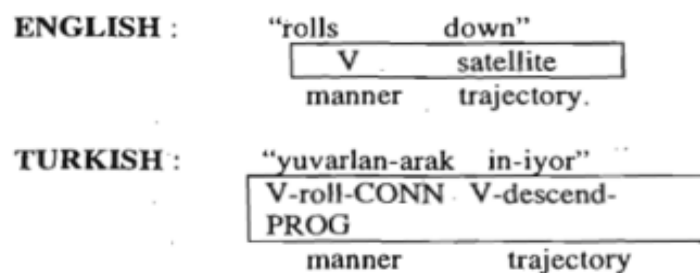 ENGLISH : "rolls down"
V satellite
manner trajectory.
TURKISH : "yuvarlan-arak in-iyor"
V-roll-CONN V-descend-
PROG
manner trajectory